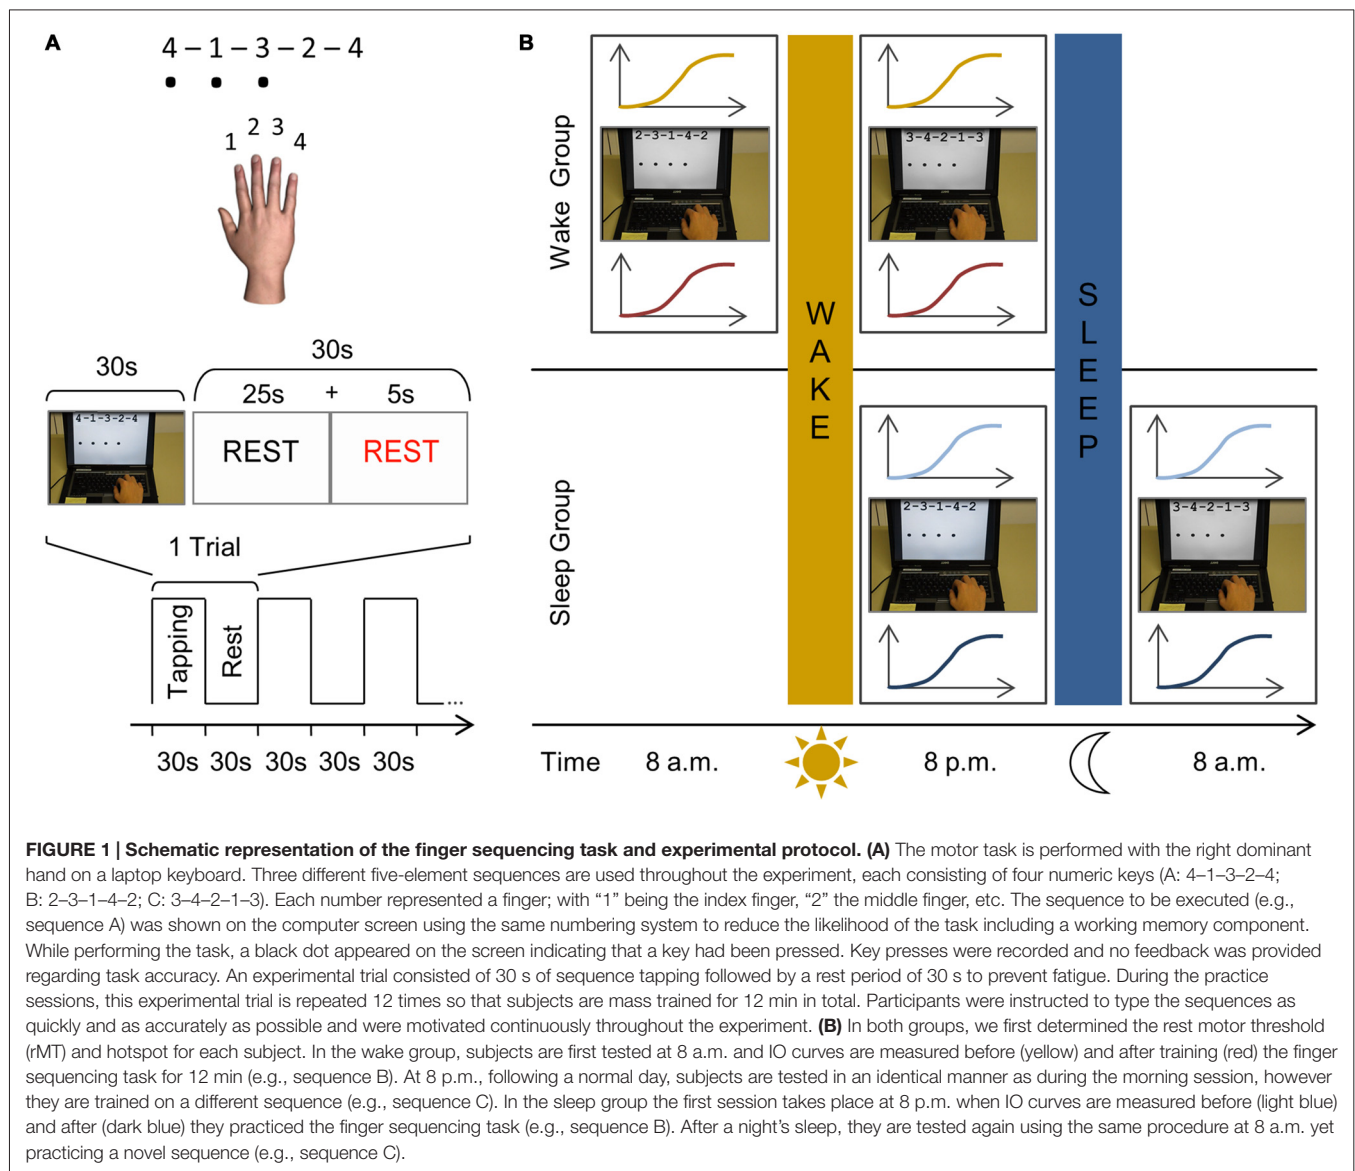 A
4 – 1 – 3 – 2 – 4
1 2 3 4
30s
30s
25s + 5s
4-1-3-2-4
REST
REST
1 Trial
Tapping
Rest
...
30s 30s 30s 30s 30s
B
Wake Group
2-3-1-4-2
3-4-2-1-3
WAKE
SLEEP
Sleep Group
2-3-1-4-2
3-4-2-1-3
Time 8 a.m. 8 p.m. 8 a.m.
FIGURE 1 | Schematic representation of the finger sequencing task and experimental protocol. (A) The motor task is performed with the right dominant
hand on a laptop keyboard. Three different five-element sequences are used throughout the experiment, each consisting of four numeric keys (A: 4–1–3–2–4;
B: 2–3–1–4–2; C: 3–4–2–1–3). Each number represented a finger; with “1” being the index finger, “2” the middle finger, etc. The sequence to be executed (e.g.,
sequence A) was shown on the computer screen using the same numbering system to reduce the likelihood of the task including a working memory component.
While performing the task, a black dot appeared on the screen indicating that a key had been pressed. Key presses were recorded and no feedback was provided
regarding task accuracy. An experimental trial consisted of 30 s of sequence tapping followed by a rest period of 30 s to prevent fatigue. During the practice
sessions, this experimental trial is repeated 12 times so that subjects are mass trained for 12 min in total. Participants were instructed to type the sequences as
quickly and as accurately as possible and were motivated continuously throughout the experiment. (B) In both groups, we first determined the rest motor threshold
(rMT) and hotspot for each subject. In the wake group, subjects are first tested at 8 a.m. and IO curves are measured before (yellow) and after training (red) the finger
sequencing task for 12 min (e.g., sequence B). At 8 p.m., following a normal day, subjects are tested in an identical manner as during the morning session, however
they are trained on a different sequence (e.g., sequence C). In the sleep group the first session takes place at 8 p.m. when IO curves are measured before (light blue)
and after (dark blue) they practiced the finger sequencing task (e.g., sequence B). After a night’s sleep, they are tested again using the same procedure at 8 a.m. yet
practicing a novel sequence (e.g., sequence C).